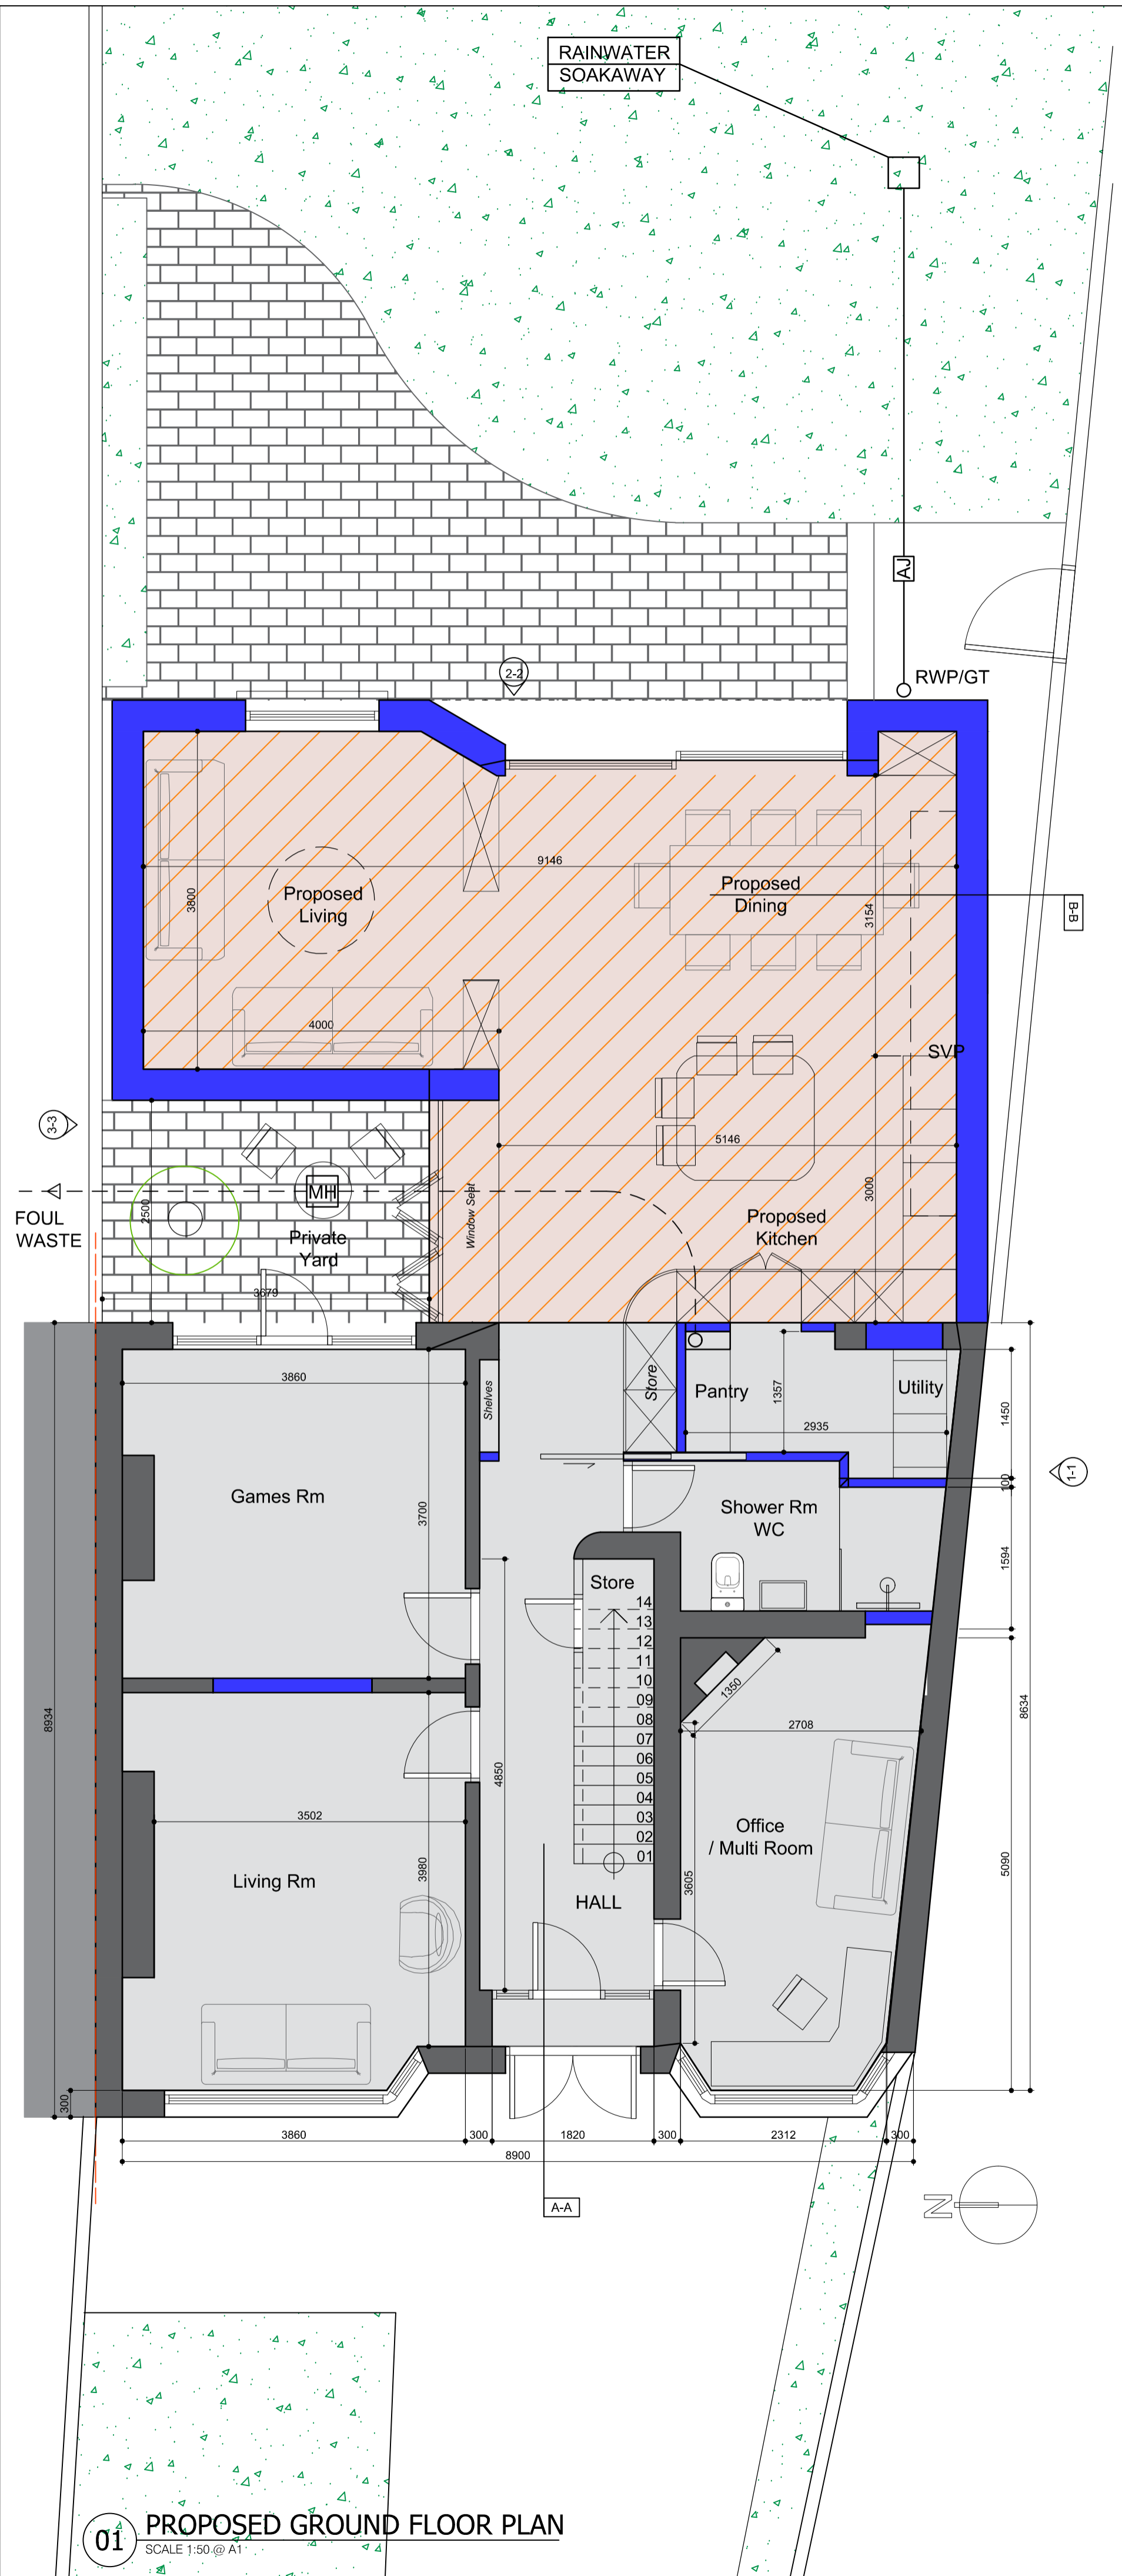 RAINWATER
SOAKAWAY
AJ
RWP/GT
2-2
9146
Proposed
Living
3800
Proposed
Dining
3154
B-B
4000
SVP
3-3
5146
MH
FOUL
WASTE
2500
Private
Yard
Window Seat
3000
Proposed
Kitchen
3679
3860
Shelves
Store
Pantry
1357
Utility
2935
1450
100
1-1
Games Rm
3700
Shower Rm
WC
1594
Store
14
13
12
11
10
09
08
07
06
05
04
03
02
01
1350
2708
8934
8634
4850
3502
3980
Living Rm
3605
Office
/ Multi Room
5090
HALL
300
3860
300
1820
300
2312
300
8900
A-A
N
01
PROPOSED GROUND FLOOR PLAN
SCALE 1:50 @ A1